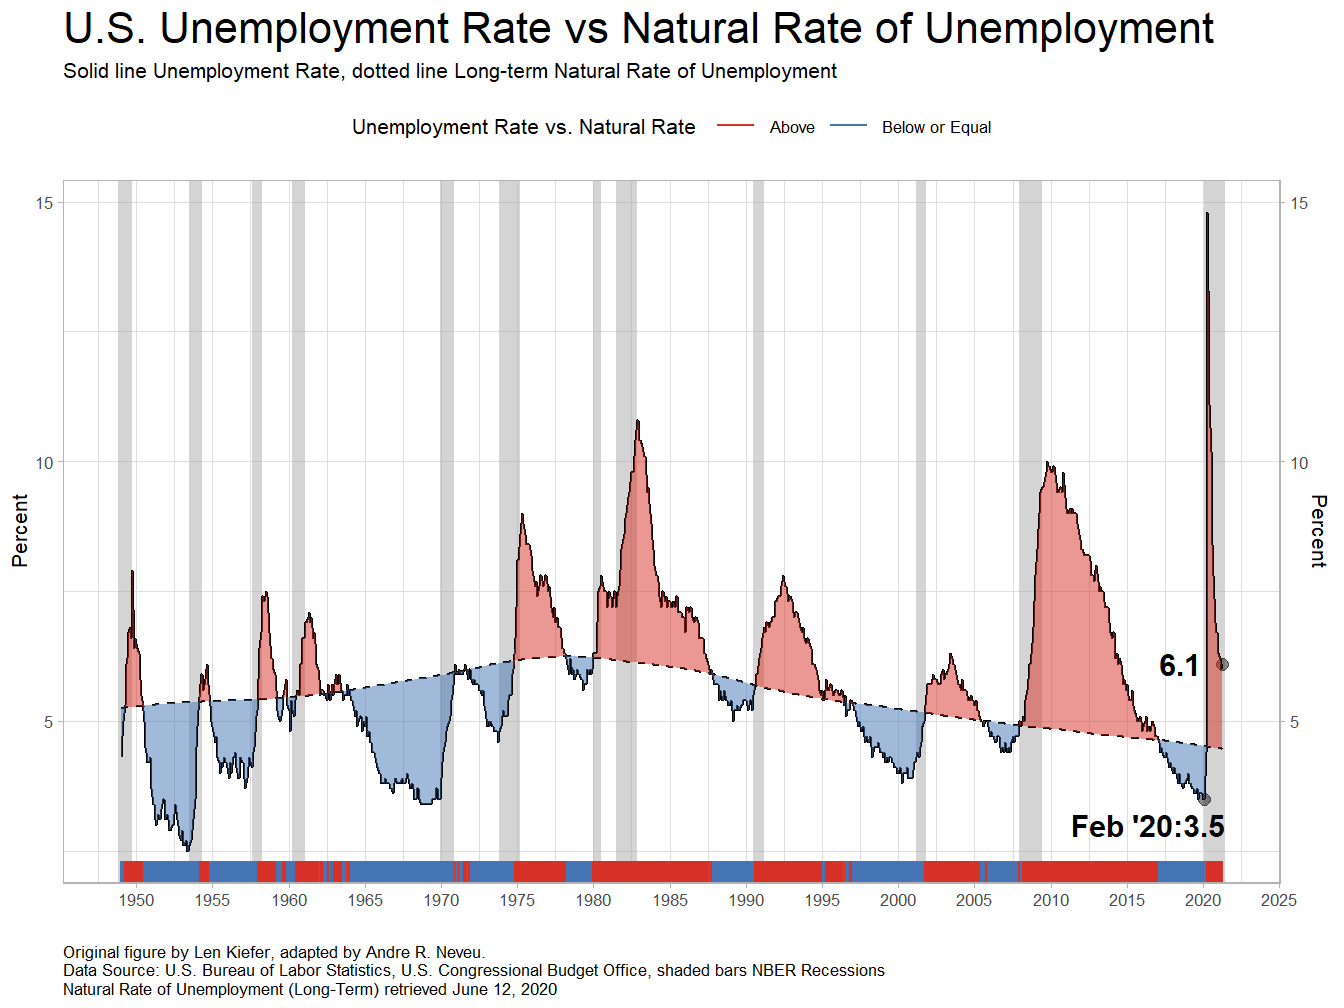 U.S. Unemployment Rate vs Natural Rate of Unemployment
Solid line Unemployment Rate, dotted line Long-term Natural Rate of Unemployment
Unemployment Rate vs. Natural Rate Above Below or Equal
15 15
10 10
Percent Percent
6.1
5 5
Feb '20:3.5
1950 1955 1960 1965 1970 1975 1980 1985 1990 1995 2000 2005 2010 2015 2020 2025
Original figure by Len Kiefer, adapted by Andre R. Neveu.
Data Source: U.S. Bureau of Labor Statistics, U.S. Congressional Budget Office, shaded bars NBER Recessions
Natural Rate of Unemployment (Long-Term) retrieved June 12, 2020